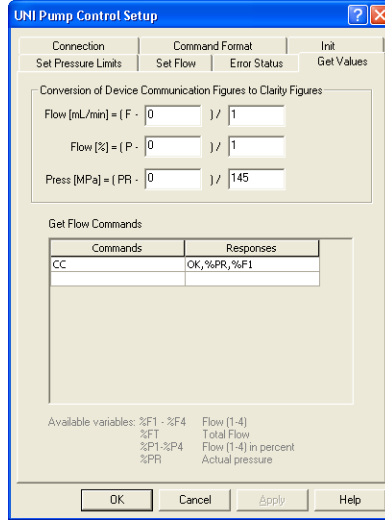 UNI Pump Control Setup
Connection Command Format Init
Set Pressure Limits Set Flow Error Status Get Values
Conversion of Device Communication Figures to Clarity Figures
Flow [mL/min] = ( F - 0 ) / 1
Flow [%] = ( P - 0 ) / 1
Press [MPa] = ( PR - 0 ) / 145
Get Flow Commands
Commands Responses
CC OK,%PR,%F1
Available variables: %F1 - %F4 Flow (1-4)
%FT Total Flow
%P1-%P4 Flow (1-4) in percent
%PR Actual pressure
OK Cancel Apply Help